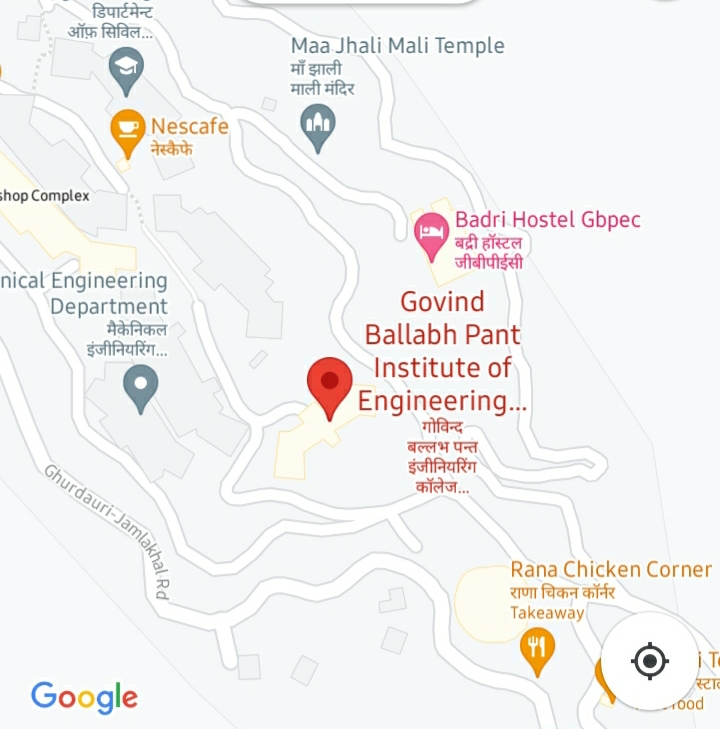 डिपार्टमेंट
ऑफ़ सिविल...
Maa Jhali Mali Temple
माँ झाली
माली मंदिर
Nescafe
नेस्कैफे
shop Complex
Badri Hostel Gbpec
बद्री हॉस्टल
जीबीपीईसी
nical Engineering
Department
मैकेनिकल
इंजीनियरिंग...
Govind
Ballabh Pant
Institute of
Engineering...
गोविन्द
बल्लभ पन्त
इंजीनियरिंग
कॉलेज...
Ghurdauri-Jamlakhal Rd
Rana Chicken Corner
राणा चिकन कॉर्नर
Takeaway
food
Google